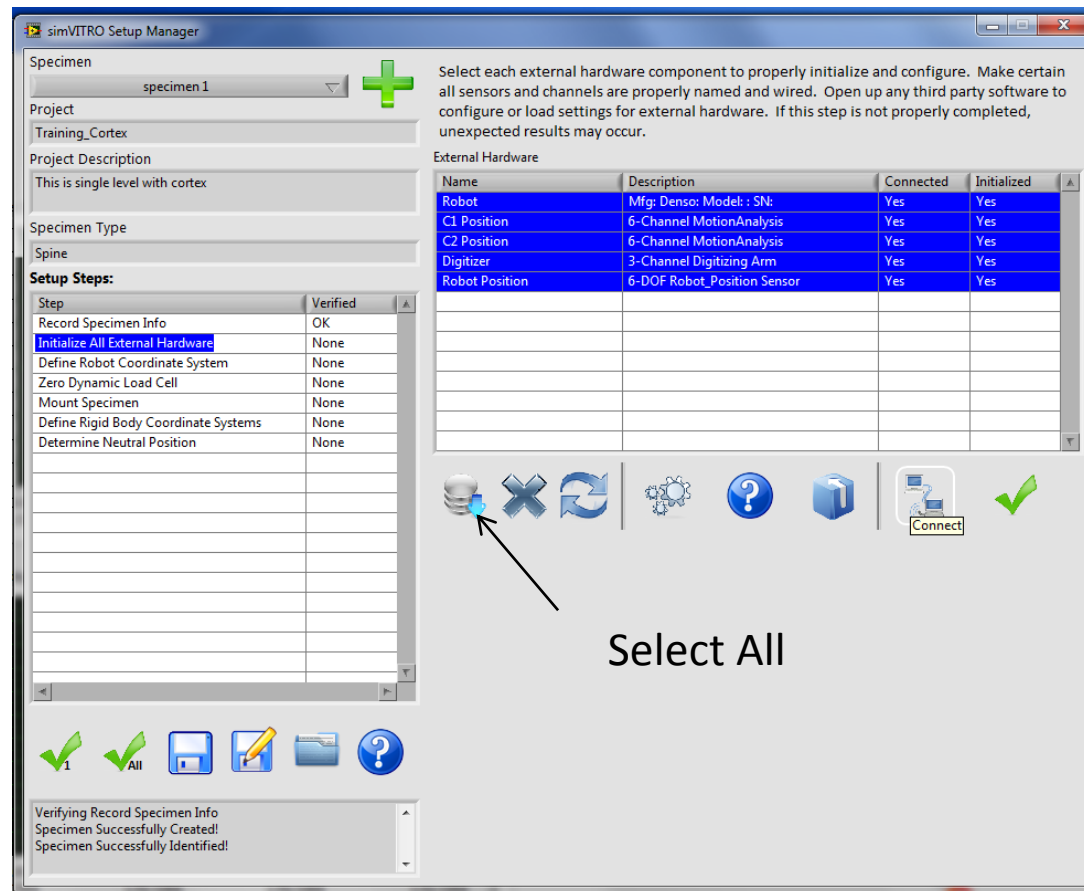 simVITRO Setup Manager
Specimen
specimen 1
Project
Training_Cortex
Project Description
This is single level with cortex
Specimen Type
Spine
Setup Steps:
Step Verified
Record Specimen Info OK
Initialize All External Hardware None
Define Robot Coordinate System None
Zero Dynamic Load Cell None
Mount Specimen None
Define Rigid Body Coordinate Systems None
Determine Neutral Position None
1
All
Verifying Record Specimen Info
Specimen Successfully Created!
Specimen Successfully Identified!
Select each external hardware component to properly initialize and configure. Make certain
all sensors and channels are properly named and wired. Open up any third party software to
configure or load settings for external hardware. If this step is not properly completed,
unexpected results may occur.
External Hardware
Name Description Connected Initialized
Robot Mfg: Denso: Model: : SN: Yes Yes
C1 Position 6-Channel MotionAnalysis Yes Yes
C2 Position 6-Channel MotionAnalysis Yes Yes
Digitizer 3-Channel Digitizing Arm Yes Yes
Robot Position 6-DOF Robot_Position Sensor Yes Yes
Connect
Select All